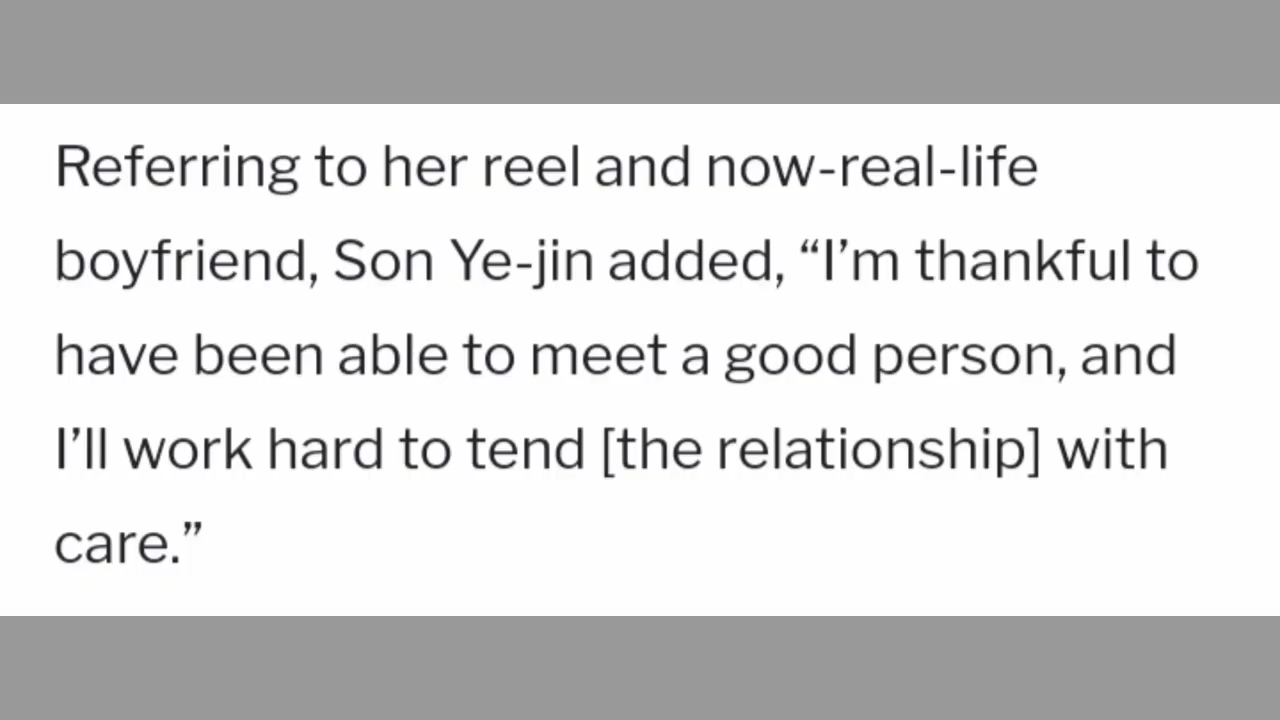 Referring to her reel and now-real-life
boyfriend, Son Ye-jin added, “I’m thankful to
have been able to meet a good person, and
I’ll work hard to tend [the relationship] with
care.”